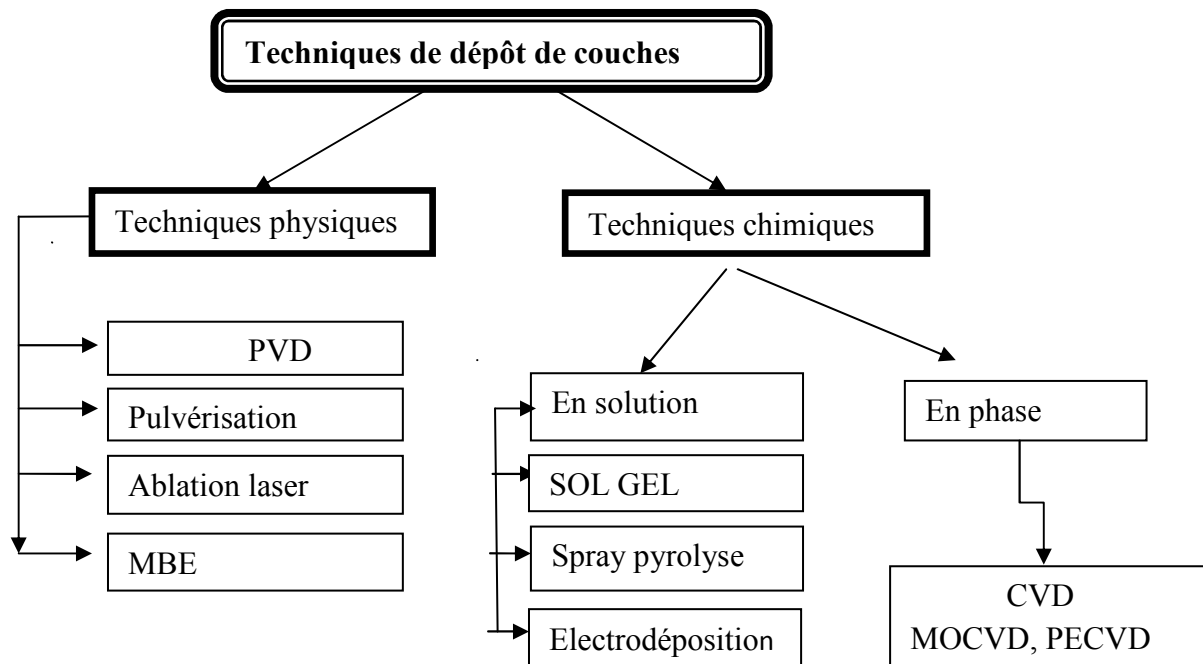 Techniques de dépôt de couches
Techniques physiques
Techniques chimiques
PVD
Pulvérisation
Ablation laser
MBE
En solution
SOL GEL
Spray pyrolyse
Electrodéposition
En phase
CVD
MOCVD, PECVD